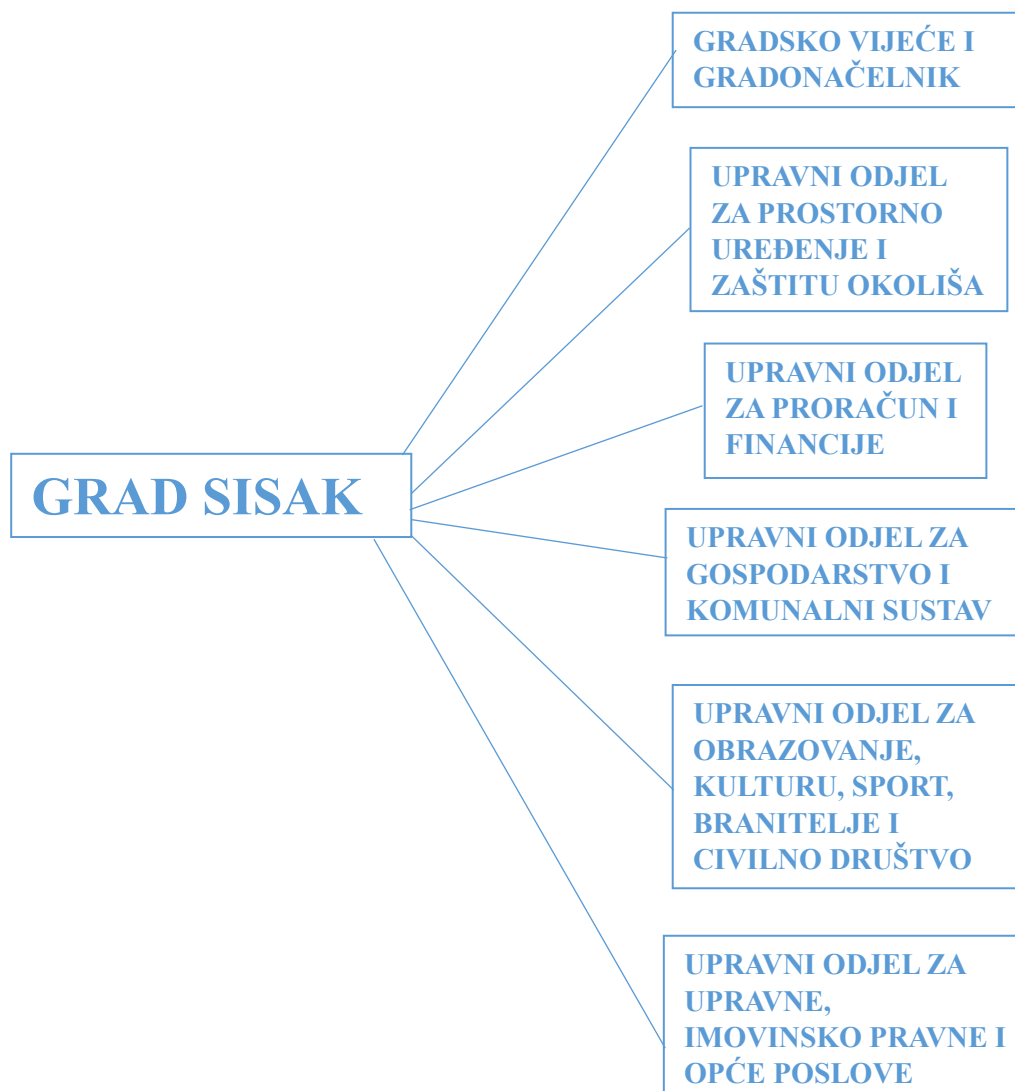 GRADSKO VIJEĆE I
GRADONAČELNIK
UPRAVNI ODJEL
ZA PROSTORNO
UREĐENJE I
ZAŠTITU OKOLIŠA
UPRAVNI ODJEL
ZA PRORAČUN I
FINANCIJE
GRAD SISAK
UPRAVNI ODJEL ZA
GOSPODARSTVO I
KOMUNALNI SUSTAV
UPRAVNI ODJEL ZA
OBRAZOVANJE,
KULTURU, SPORT,
BRANITELJE I
CIVILNO DRUŠTVO
UPRAVNI ODJEL ZA
UPRAVNE,
IMOVINSKO PRAVNE I
OPĆE POSLOVE